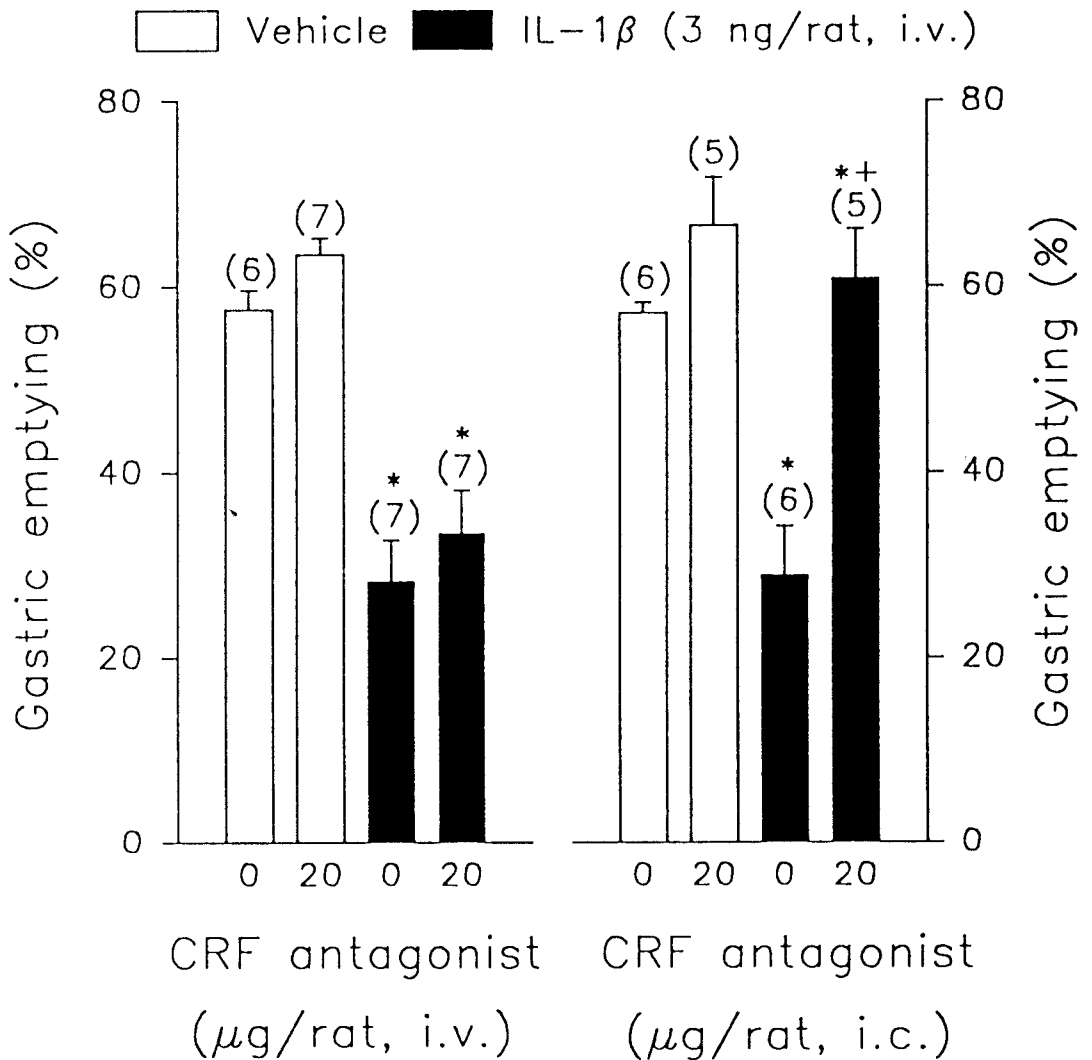 Vehicle IL-1β (3 ng/rat, i.v.)
Gastric emptying (%)
80
60
40
20
0
(6)
(7)
*
(7)
*
(7)
0 20 0 20
CRF antagonist
(μg/rat, i.v.)
(6)
(5)
*
(6)
*+
(5)
0 20 0 20
CRF antagonist
(μg/rat, i.c.)
80
60
40
20
0
Gastric emptying (%)